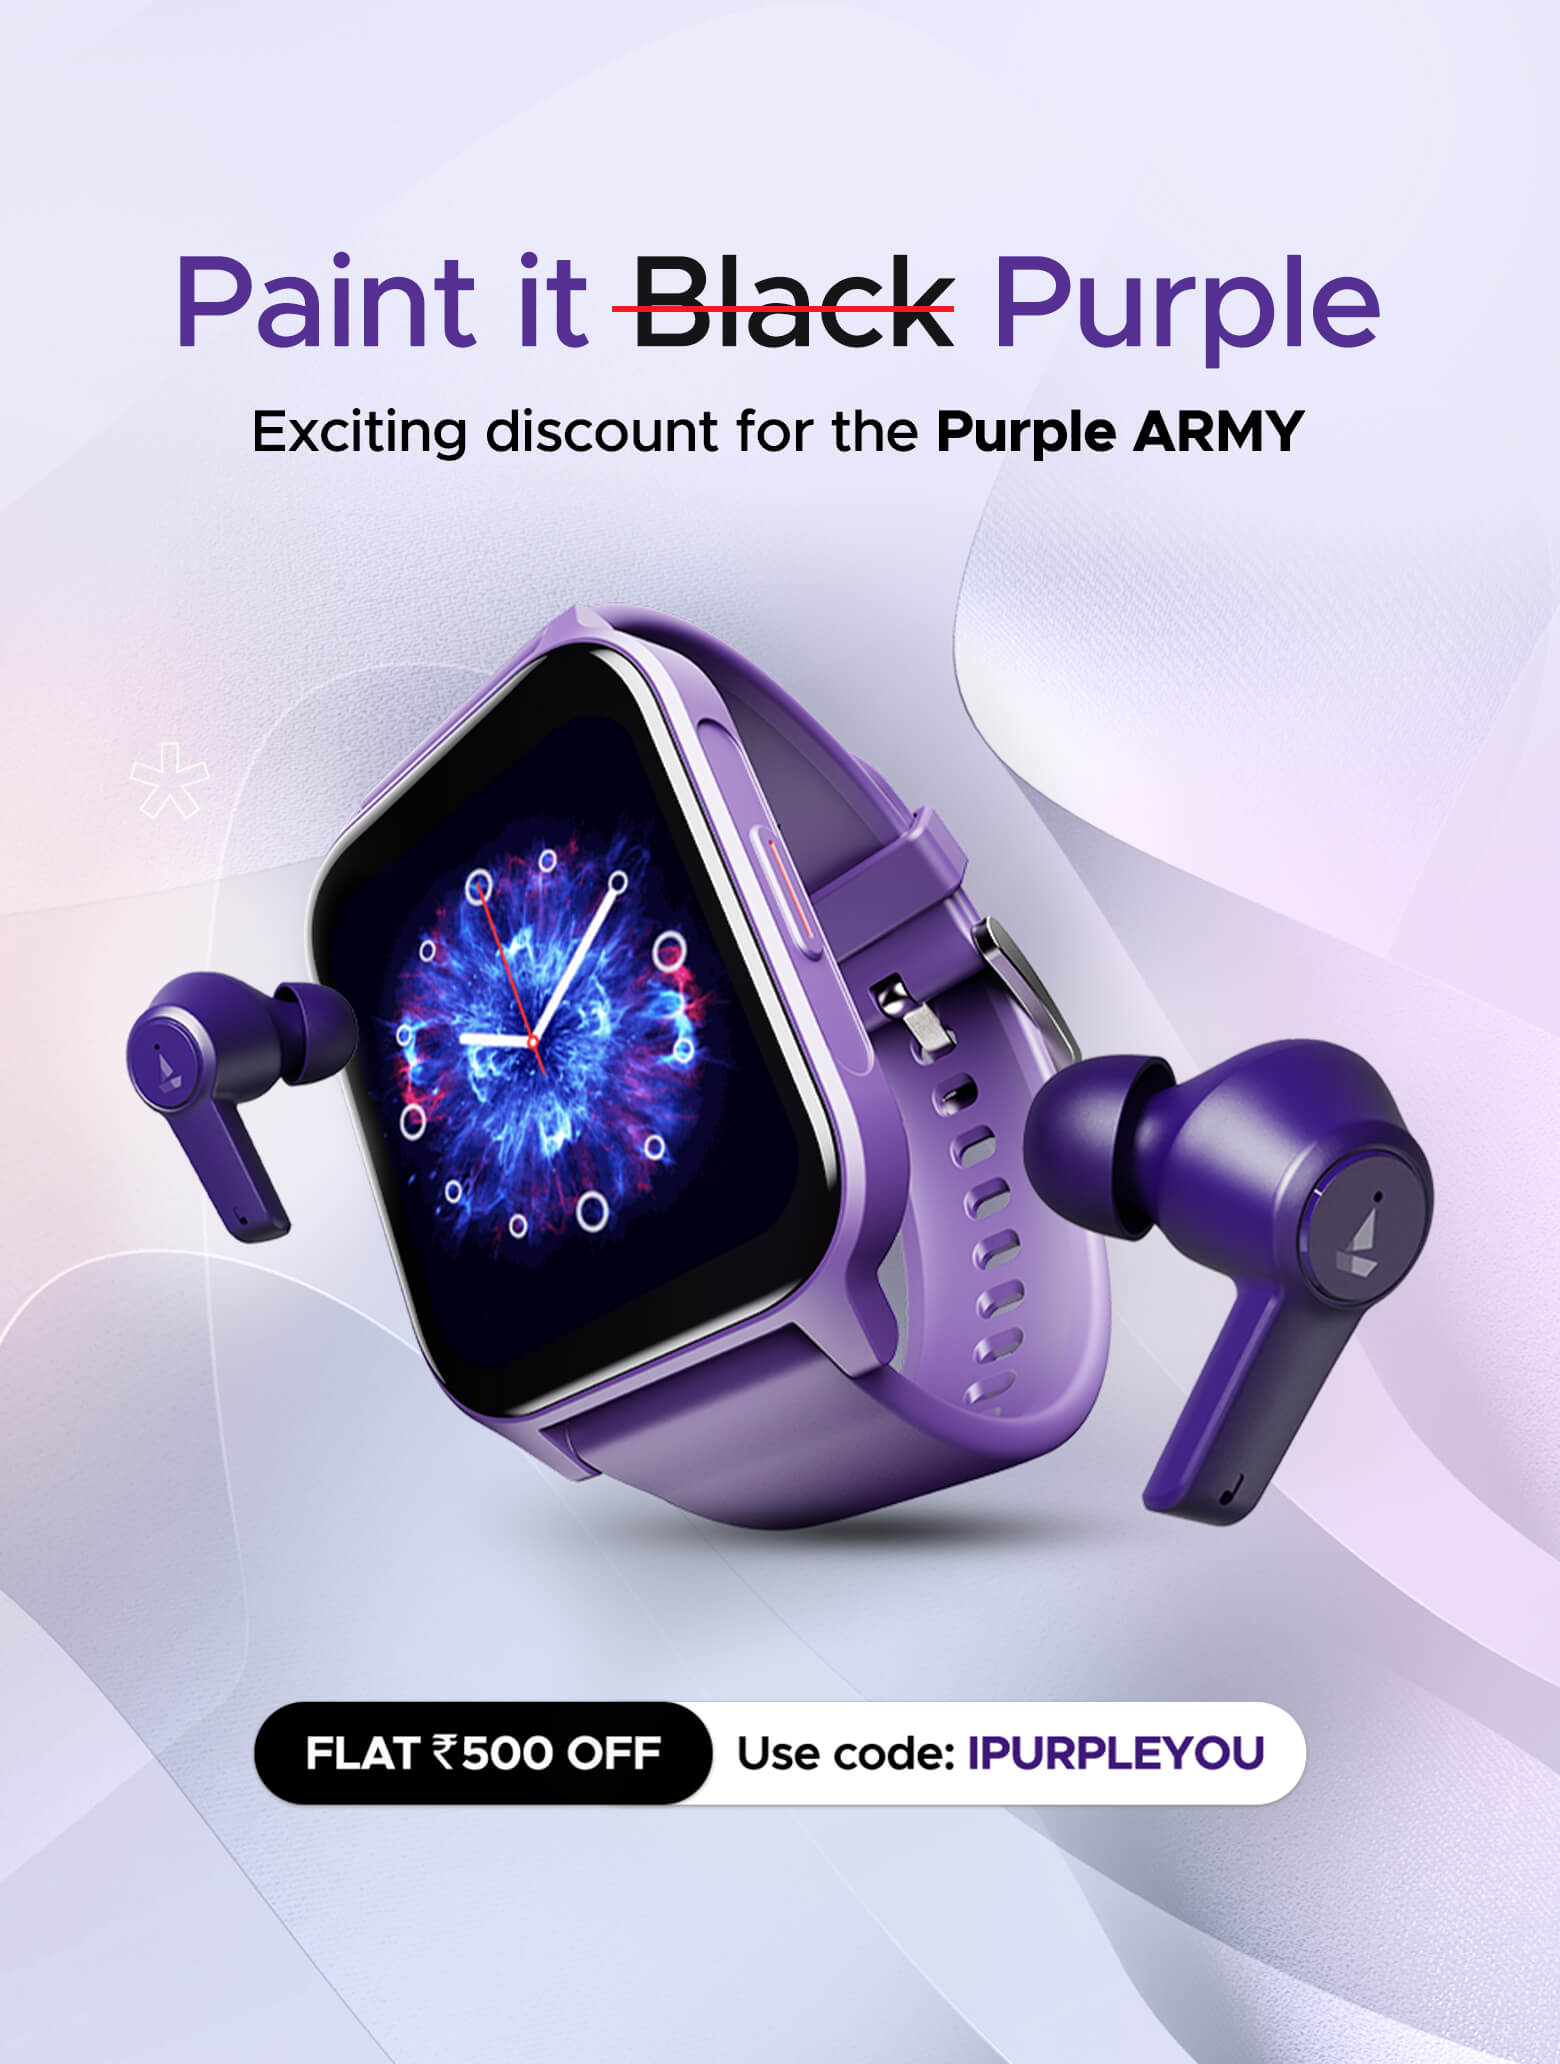 Paint it Black Purple
Exciting discount for the Purple ARMY
FLAT ₹500 OFF Use code: IPURPLEYOU